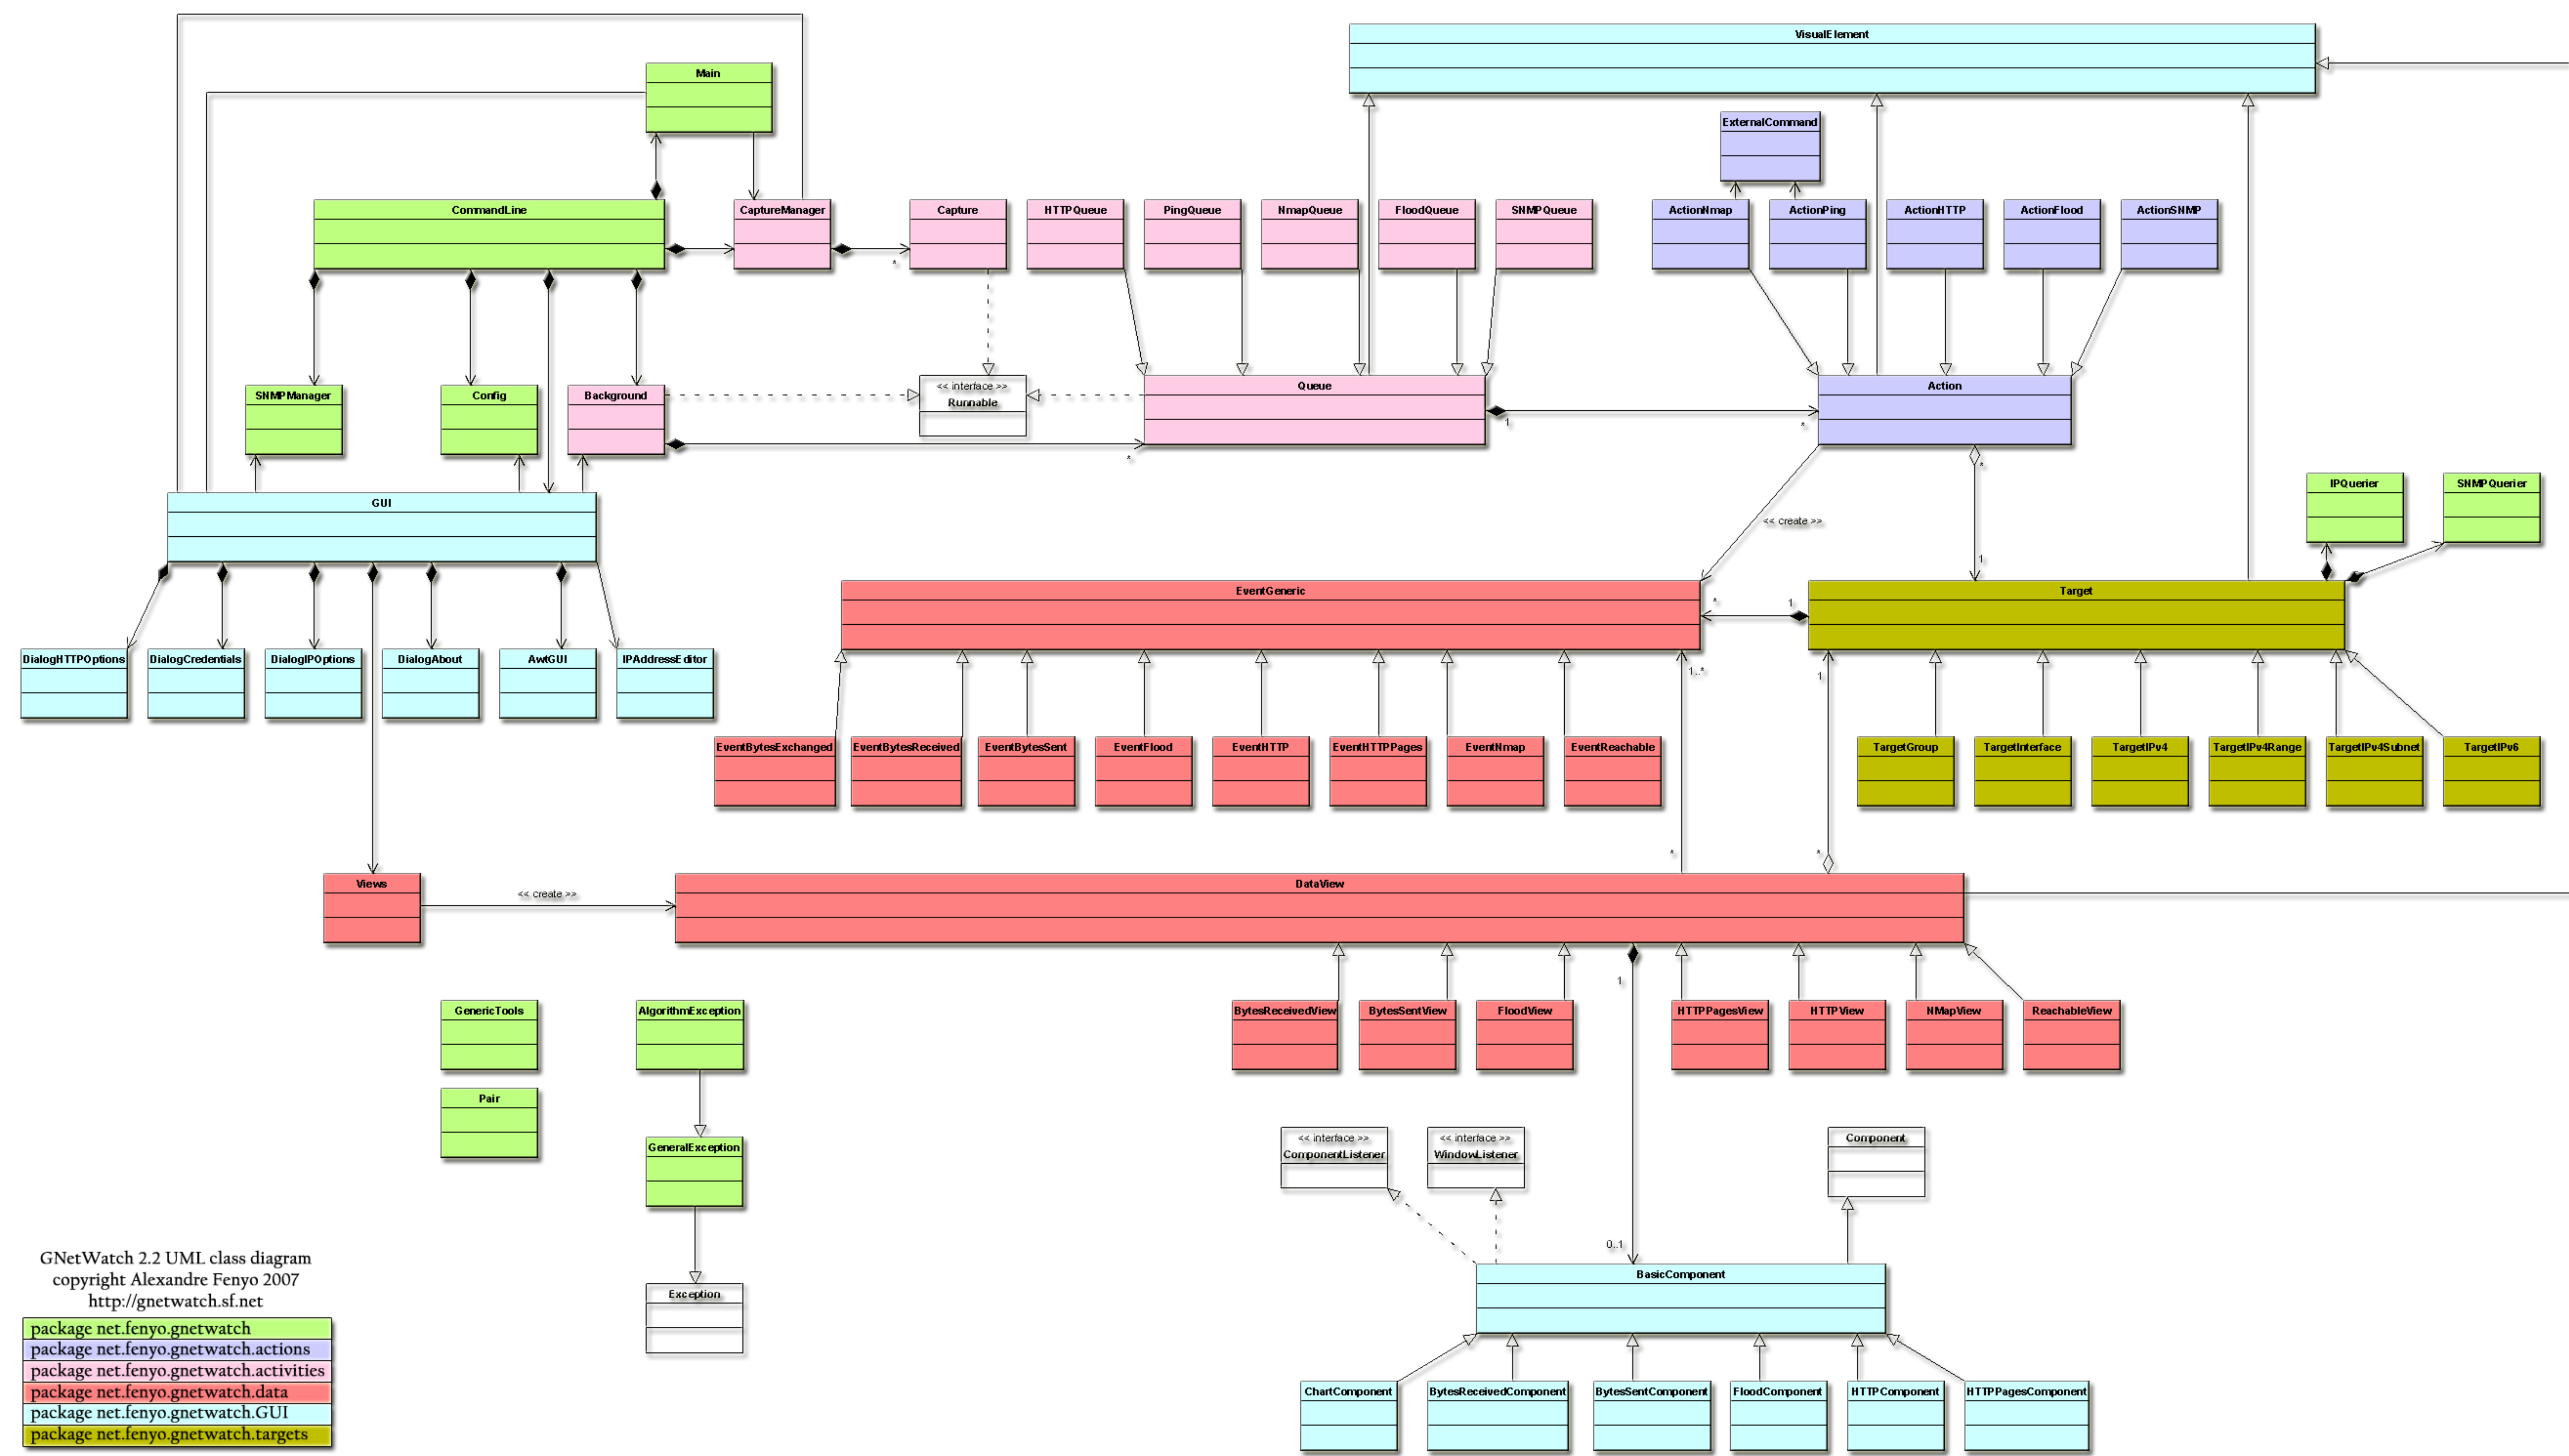 VisualElement
Main
ExternalCommand
CommandLine
CaptureManager
Capture
HTTPQueue
PingQueue
NmapQueue
FloodQueue
SNMPQueue
ActionNmap
ActionPing
ActionHTTP
ActionFlood
ActionSNMP
*
SNMPManager
Config
Background
<< interface >>
Runnable
Queue
Action
1
*
*
*
GUI
IPQuerier
SNMPQuerier
<< create >>
1
EventGeneric
Target
*
1
DialogHTTPOptions
DialogCredentials
DialogIPOptions
DialogAbout
AwtGUI
IPAddressEditor
1..*
1
EventBytesExchanged
EventBytesReceived
EventBytesSent
EventFlood
EventHTTP
EventHTTPPages
EventNmap
EventReachable
TargetGroup
TargetInterface
TargetIPv4
TargetIPv4Range
TargetIPv4Subnet
TargetIPv6
*
*
Views
<< create >>
DataView
1
GenericTools
AlgorithmException
BytesReceivedView
BytesSentView
FloodView
HTTPPagesView
HTTPView
NMapView
ReachableView
Pair
GeneralException
<< interface >>
ComponentListener
<< interface >>
WindowListener
Component
0..1
BasicComponent
Exception
ChartComponent
BytesReceivedComponent
BytesSentComponent
FloodComponent
HTTPComponent
HTTPPagesComponent
GNetWatch 2.2 UML class diagram
copyright Alexandre Fenyo 2007
http://gnetwatch.sf.net
package net.fenyo.gnetwatch
package net.fenyo.gnetwatch.actions
package net.fenyo.gnetwatch.activities
package net.fenyo.gnetwatch.data
package net.fenyo.gnetwatch.GUI
package net.fenyo.gnetwatch.targets